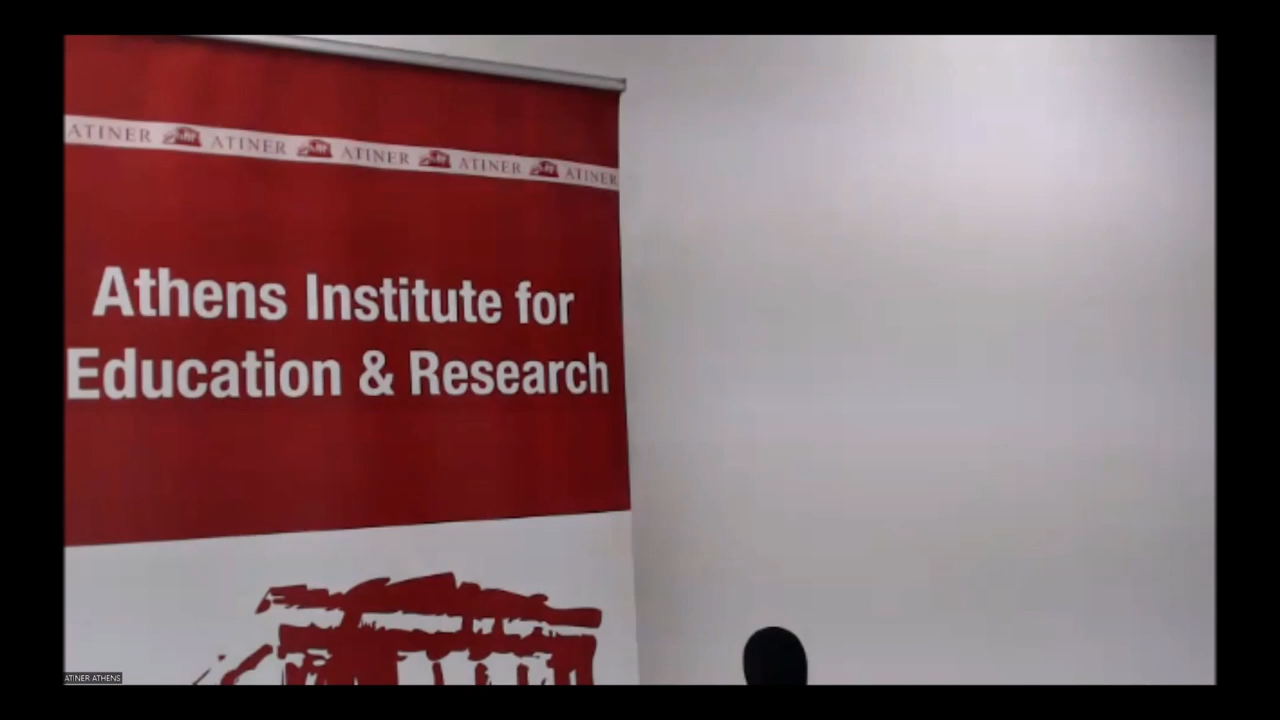 ATINER ATINER ATINER ATINER ATINER
Athens Institute for
Education & Research
ATINER ATHENS